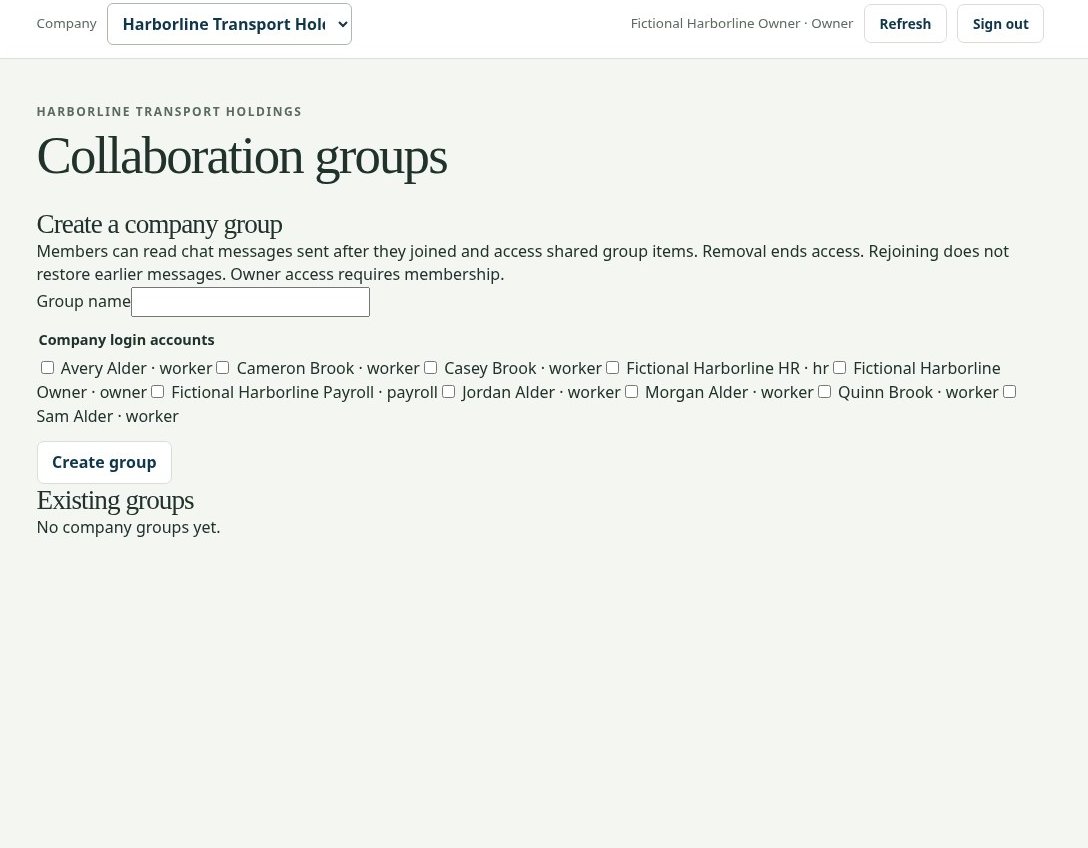 Company Harborline Transport Hol Fictional Harborline Owner · Owner Refresh Sign out
HARBORLINE TRANSPORT HOLDINGS
Collaboration groups
Create a company group
Members can read chat messages sent after they joined and access shared group items. Removal ends access. Rejoining does not
restore earlier messages. Owner access requires membership.
Group name
Company login accounts
Avery Alder · worker Cameron Brook · worker Casey Brook · worker Fictional Harborline HR · hr Fictional Harborline
Owner · owner Fictional Harborline Payroll · payroll Jordan Alder · worker Morgan Alder · worker Quinn Brook · worker
Sam Alder · worker
Create group
Existing groups
No company groups yet.